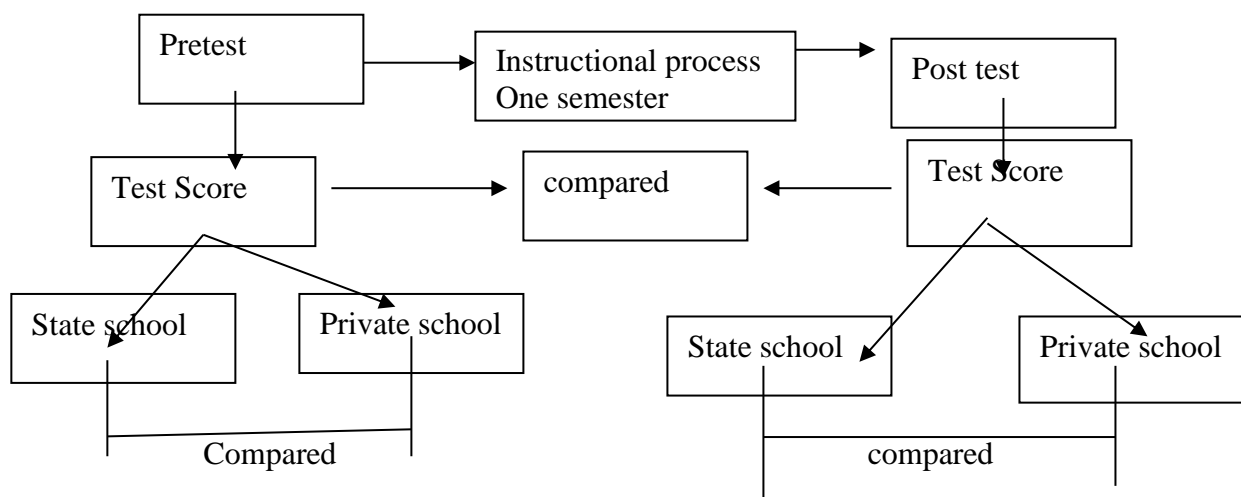 Pretest
Instructional process
One semester
Post test
Test Score
compared
Test Score
State school
Private school
State school
Private school
Compared
compared